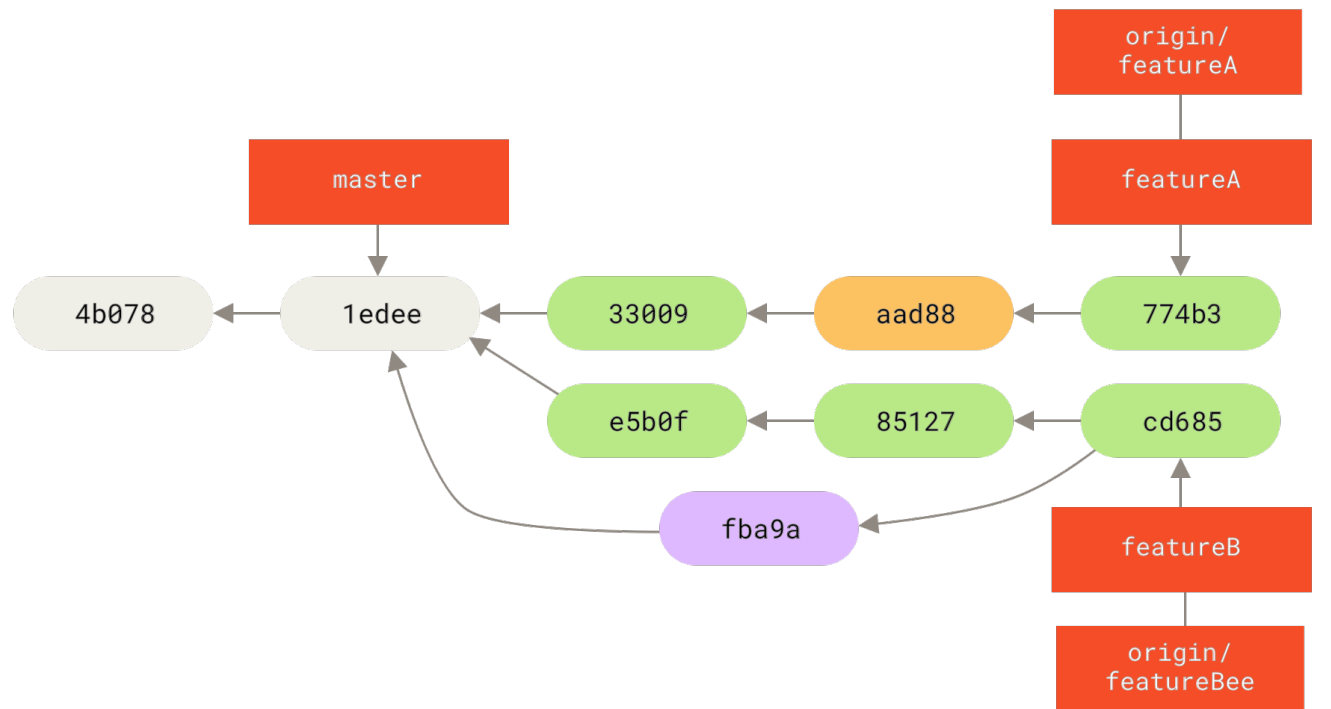 origin/
featureA
master
featureA
4b078
1edee
33009
aad88
774b3
e5b0f
85127
cd685
fba9a
featureB
origin/
featureBee